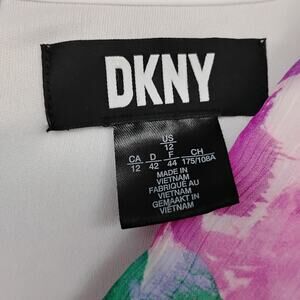 DKNY
US
12
CA D F CH
12 42 44 175/108A
MADE IN
VIETNAM
FABRIQUÉ AU
VIETNAM
GEMAAKT IN
VIETNAM